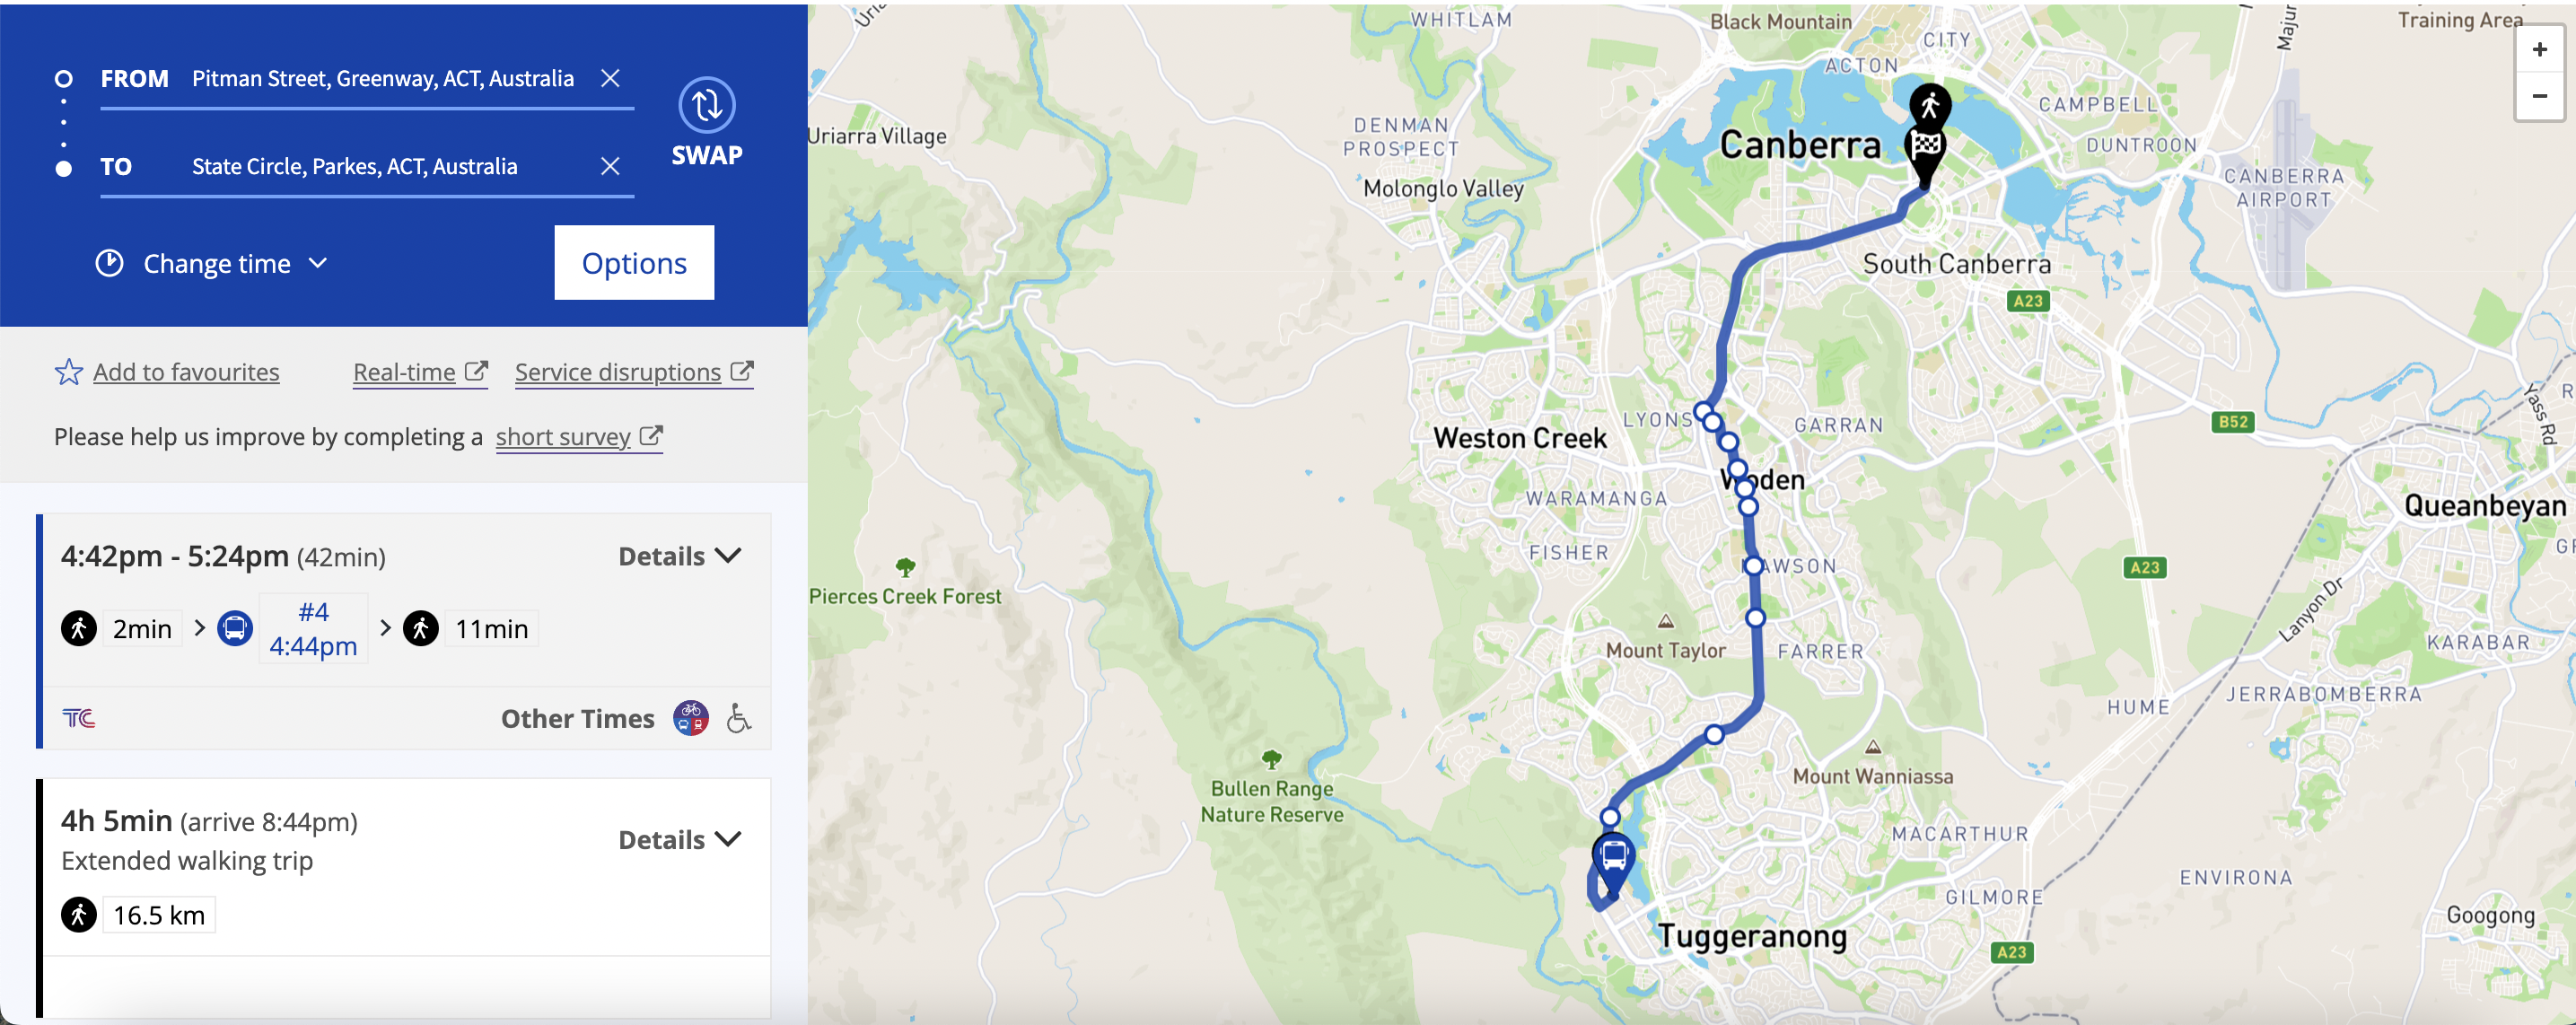 FROM Pitman Street, Greenway, ACT, Australia
TO State Circle, Parkes, ACT, Australia
SWAP
Change time
Options
Add to favourites Real-time Service disruptions
Please help us improve by completing a short survey
4:42pm - 5:24pm (42min) Details
2min > #4 4:44pm > 11min
TC Other Times
4h 5min (arrive 8:44pm) Details
Extended walking trip
16.5 km
WHITLAM
Black Mountain
CITY
Training Area
ACTON
CAMPBELL
Uriarra Village
DENMAN
PROSPECT
Canberra
DUNTROON
Molonglo Valley
CANBERRA
AIRPORT
South Canberra
A23
LYONS
GARRAN
B52
Yass Rd
Weston Creek
Woden
WARAMANGA
Queanbeyan
FISHER
A23
Pierces Creek Forest
Lanyon Dr
Mount Taylor
FARRER
KARABAR
JERRABOMBERRA
HUME
Bullen Range
Nature Reserve
Mount Wanniassa
MACARTHUR
ENVIRONA
GILMORE
Googong
Tuggeranong
A23